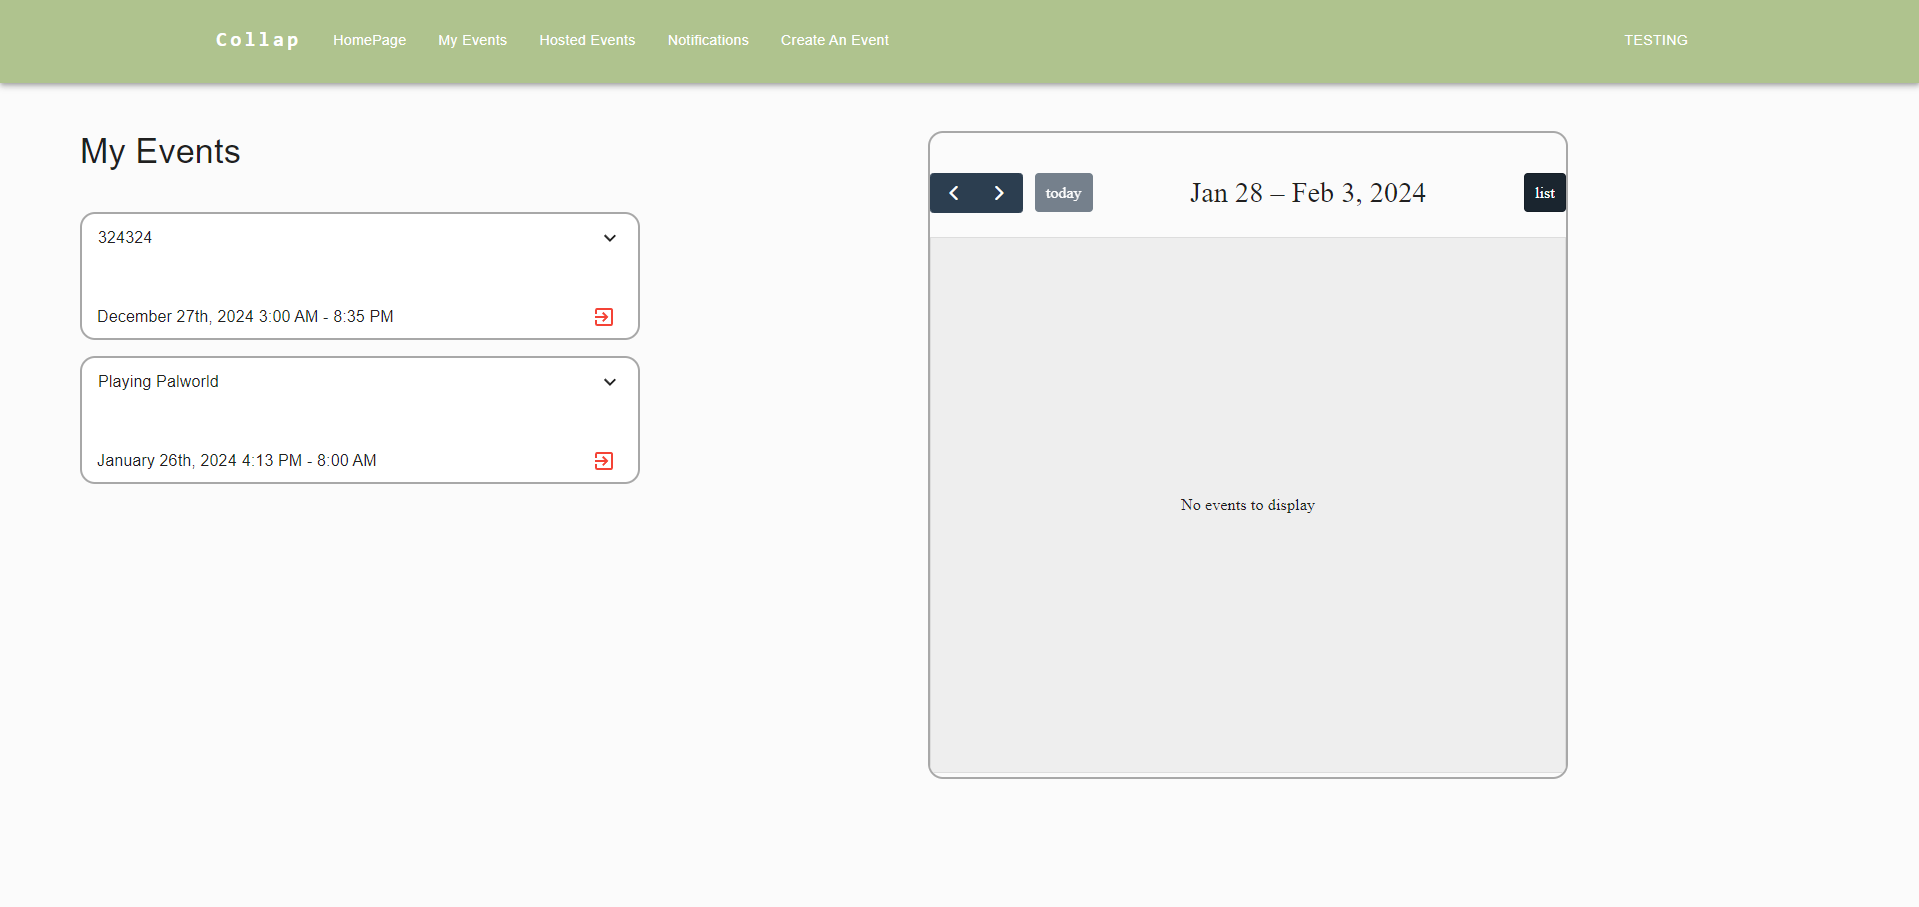 Collap HomePage My Events Hosted Events Notifications Create An Event TESTING
My Events
324324
December 27th, 2024 3:00 AM - 8:35 PM
Playing Palworld
January 26th, 2024 4:13 PM - 8:00 AM
today Jan 28 – Feb 3, 2024 list
No events to display